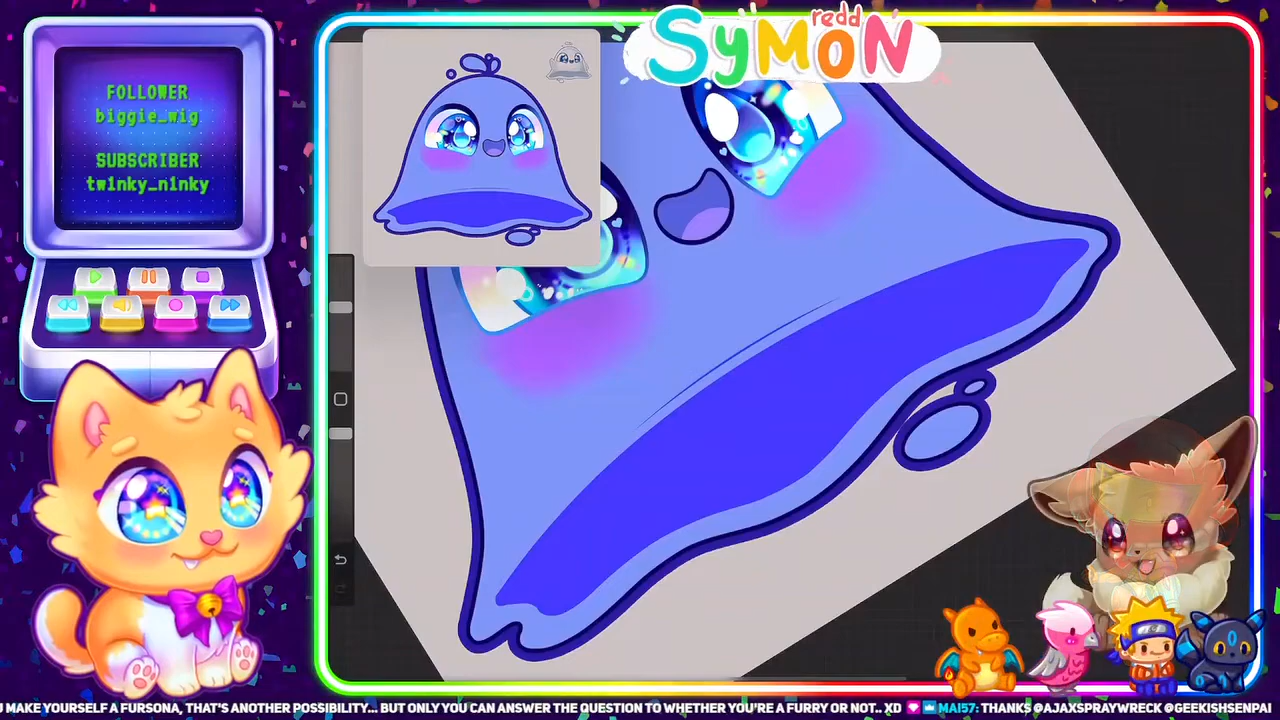 redd
SyMON
FOLLOWER
biggie_wig
SUBSCRIBER
tw1nky_n1nky
U MAKE YOURSELF A FURSONA, THAT'S ANOTHER POSSIBILITY... BUT ONLY YOU CAN ANSWER THE QUESTION TO WHETHER YOU'RE A FURRY OR NOT.. XD MAI57: THANKS @AJAXSPRAYWRECK @GEEKISHSENPAI